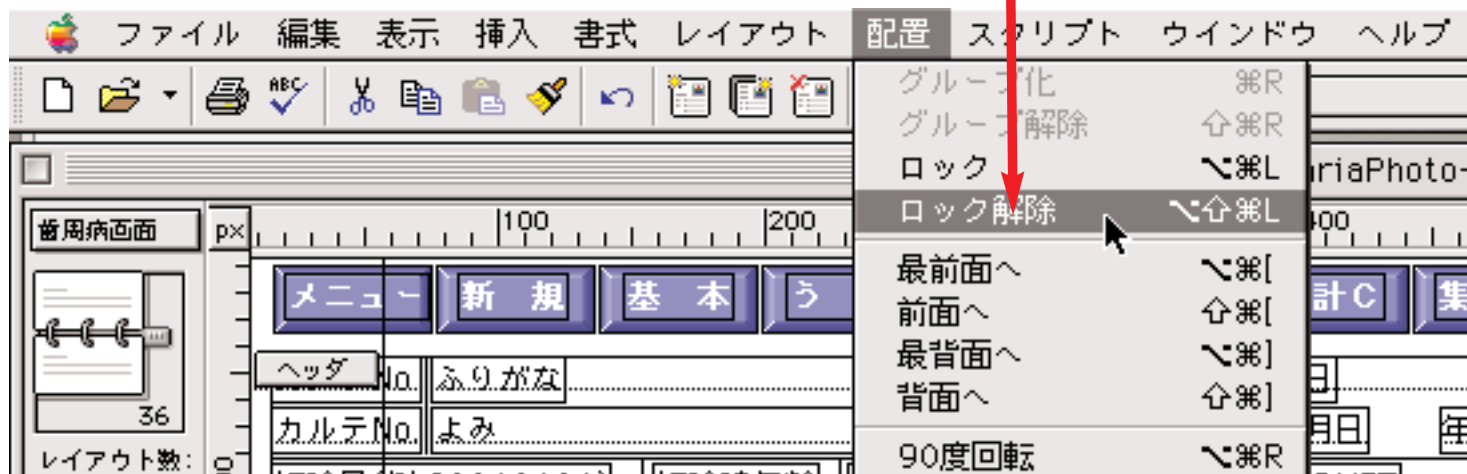 ファイル 編集 表示 挿入 書式 レイアウト 配置 スクリプト ウインドウ ヘルプ
ABC
グループ化 ⌘R
グループ解除 ⇧⌘R
ロック ⌥⌘L
ロック解除 ⌥⇧⌘L
最前面へ ⌥⌘[
前面へ ⇧⌘[
最背面へ ⌥⌘]
背面へ ⇧⌘]
90度回転 ⌥⌘R
riaPhoto-
歯周病画面
px 100 200 400
メニュー 新 規 基 本 う 計C 集
ヘッダ No. ふりがな 日
カルテNo. よみ 月日 年
36
レイアウト数: